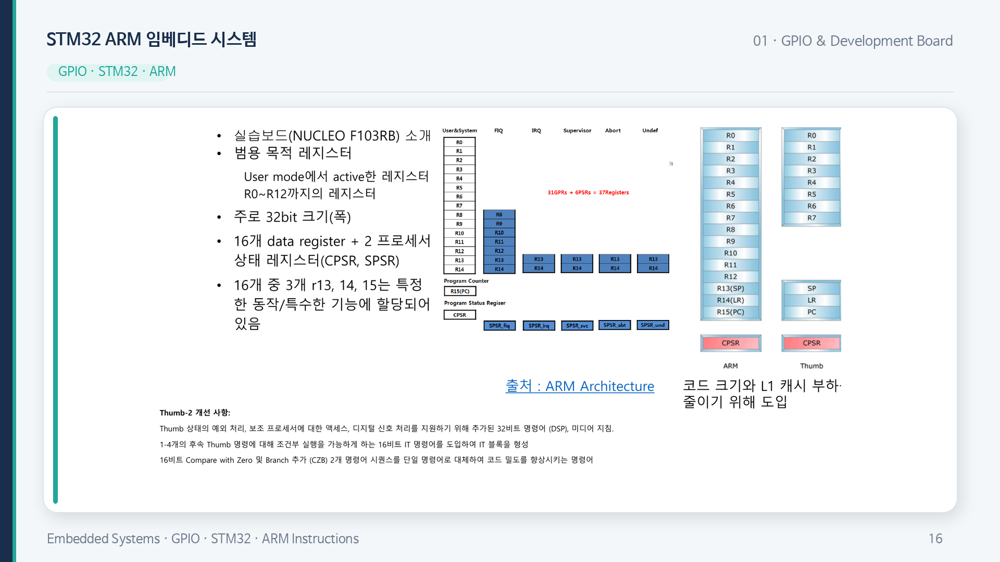 STM32 ARM 임베디드 시스템
01 · GPIO & Development Board
GPIO · STM32 · ARM
• 실습보드(NUCLEO F103RB) 소개
• 범용 목적 레지스터
User mode에서 active한 레지스터
R0~R12까지의 레지스터
• 주로 32bit 크기(폭)
• 16개 data register + 2 프로세서
상태 레지스터(CPSR, SPSR)
• 16개 중 3개 r13, 14, 15는 특정
한 동작/특수한 기능에 할당되어
있음
User&System FIQ IRQ Supervisor Abort Undef
R0
R1
R2
R3
R4
R5
R6
R7
R8 R8
R9 R9
R10 R10
R11 R11
R12 R12
R13 R13 R13 R13 R13 R13
R14 R14 R14 R14 R14 R14
개
31GPRs + 6PSRs = 37Registers
Program Counter
R15(PC)
Program Status Regiser
CPSR
SPSR_fiq SPSR_irq SPSR_svc SPSR_abt SPSR_und
R0 R0
R1 R1
R2 R2
R3 R3
R4 R4
R5 R5
R6 R6
R7 R7
R8
R9
R10
R11
R12
R13(SP) SP
R14(LR) LR
R15(PC) PC
CPSR CPSR
ARM Thumb
출처 : ARM Architecture
코드 크기와 L1 캐시 부하
줄이기 위해 도입
Thumb-2 개선 사항:
Thumb 상태의 예외 처리, 보조 프로세서에 대한 액세스, 디지털 신호 처리를 지원하기 위해 추가된 32비트 명령어 (DSP), 미디어 지침.
1-4개의 후속 Thumb 명령에 대해 조건부 실행을 가능하게 하는 16비트 IT 명령어를 도입하여 IT 블록을 형성
16비트 Compare with Zero 및 Branch 추가 (CZB) 2개 명령어 시퀀스를 단일 명령어로 대체하여 코드 밀도를 향상시키는 명령어
Embedded Systems · GPIO · STM32 · ARM Instructions
16